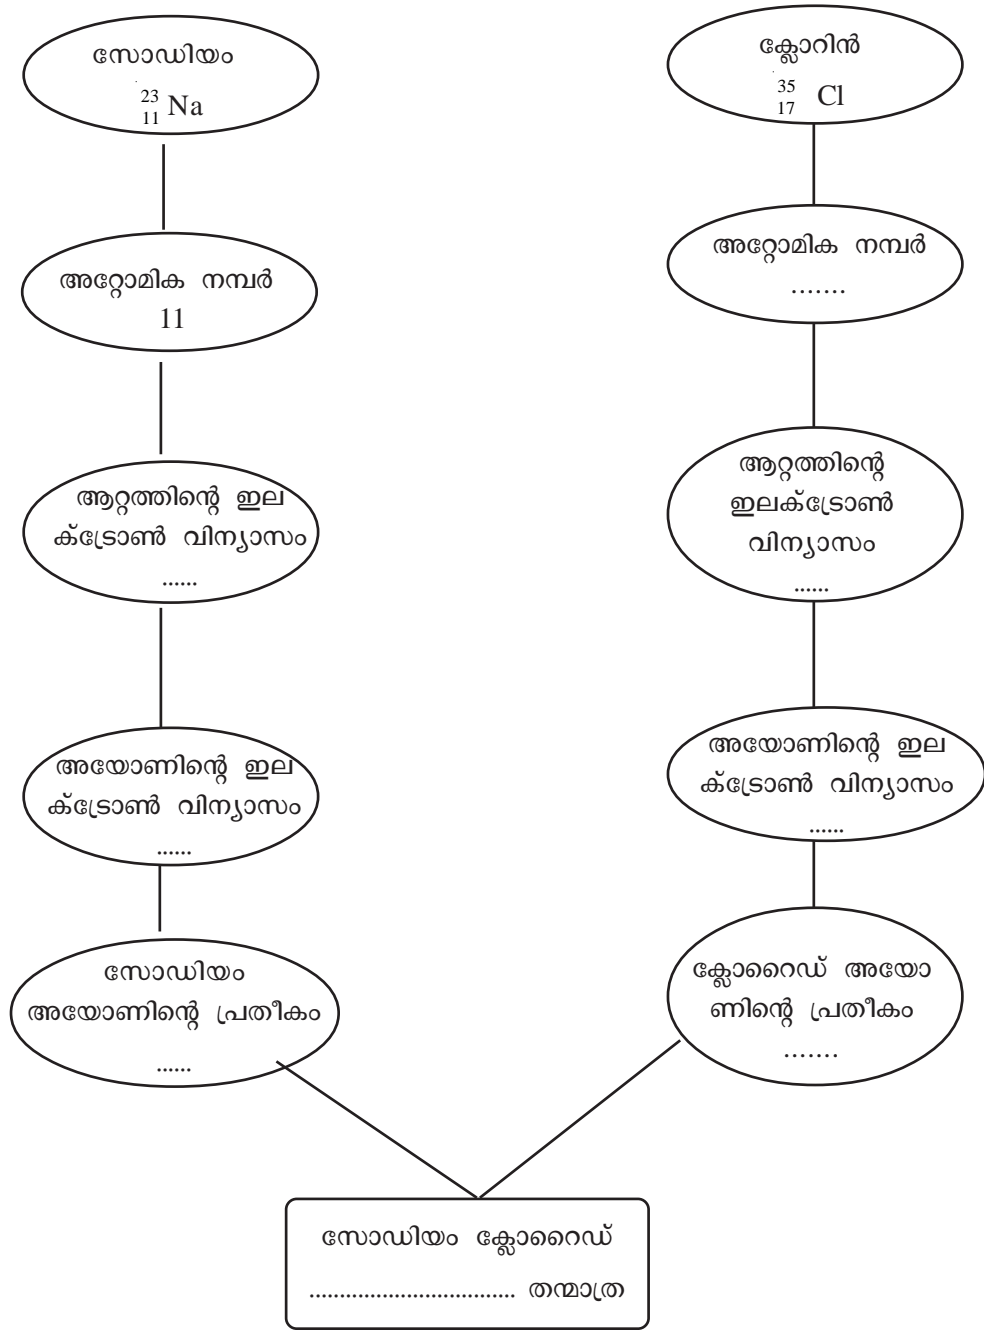 സോഡിയം
23
11 Na
അറ്റോമിക നമ്പർ
11
ആറ്റത്തിന്റെ ഇല
ക്ട്രോൺ വിന്യാസം
......
അയോണിന്റെ ഇല
ക്ട്രോൺ വിന്യാസം
......
സോഡിയം
അയോണിന്റെ പ്രതീകം
......
ക്ലോറിൻ
35
17 Cl
അറ്റോമിക നമ്പർ
.......
ആറ്റത്തിന്റെ
ഇലക്ട്രോൺ
വിന്യാസം
......
അയോണിന്റെ ഇല
ക്ട്രോൺ വിന്യാസം
......
ക്ലോറൈഡ് അയോ
ണിന്റെ പ്രതീകം
.......
സോഡിയം ക്ലോറൈഡ്
.................................. തന്മാത്ര